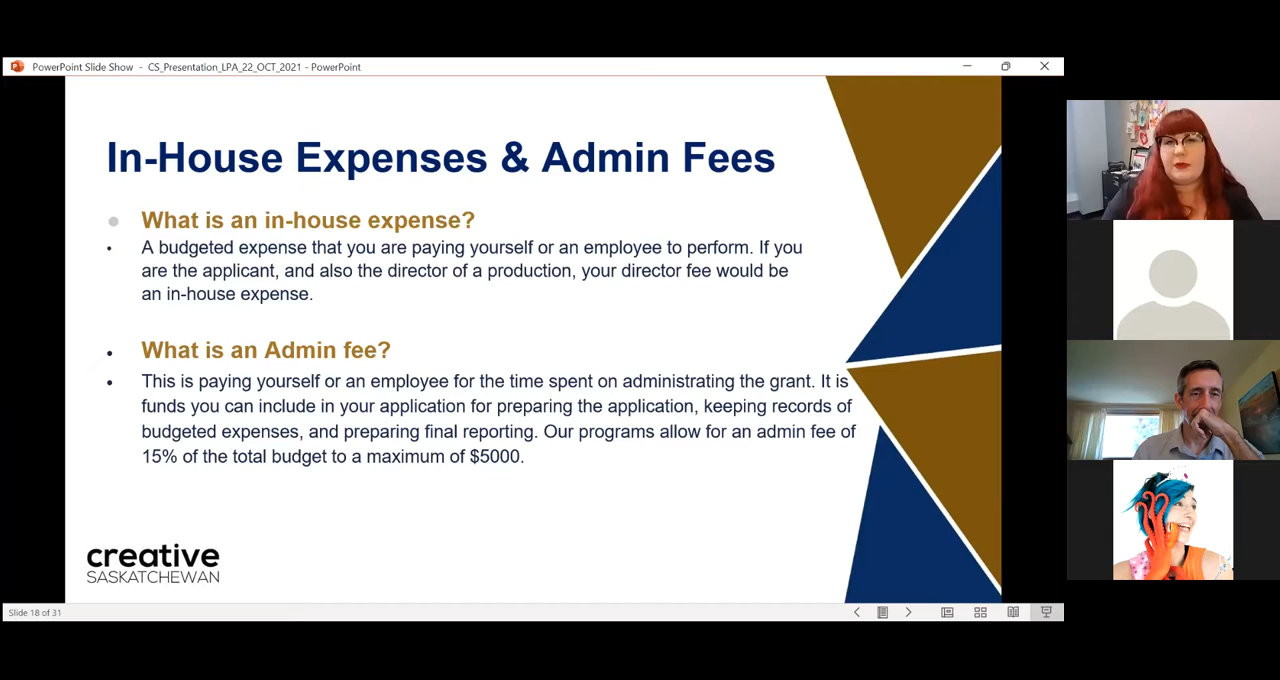 PowerPoint Slide Show - CS_Presentation_LPA_22_OCT_2021 - PowerPoint
In-House Expenses & Admin Fees
What is an in-house expense?
A budgeted expense that you are paying yourself or an employee to perform. If you
are the applicant, and also the director of a production, your director fee would be
an in-house expense.
What is an Admin fee?
This is paying yourself or an employee for the time spent on administrating the grant. It is
funds you can include in your application for preparing the application, keeping records of
budgeted expenses, and preparing final reporting. Our programs allow for an admin fee of
15% of the total budget to a maximum of $5000.
creative
SASKATCHEWAN
Slide 18 of 31